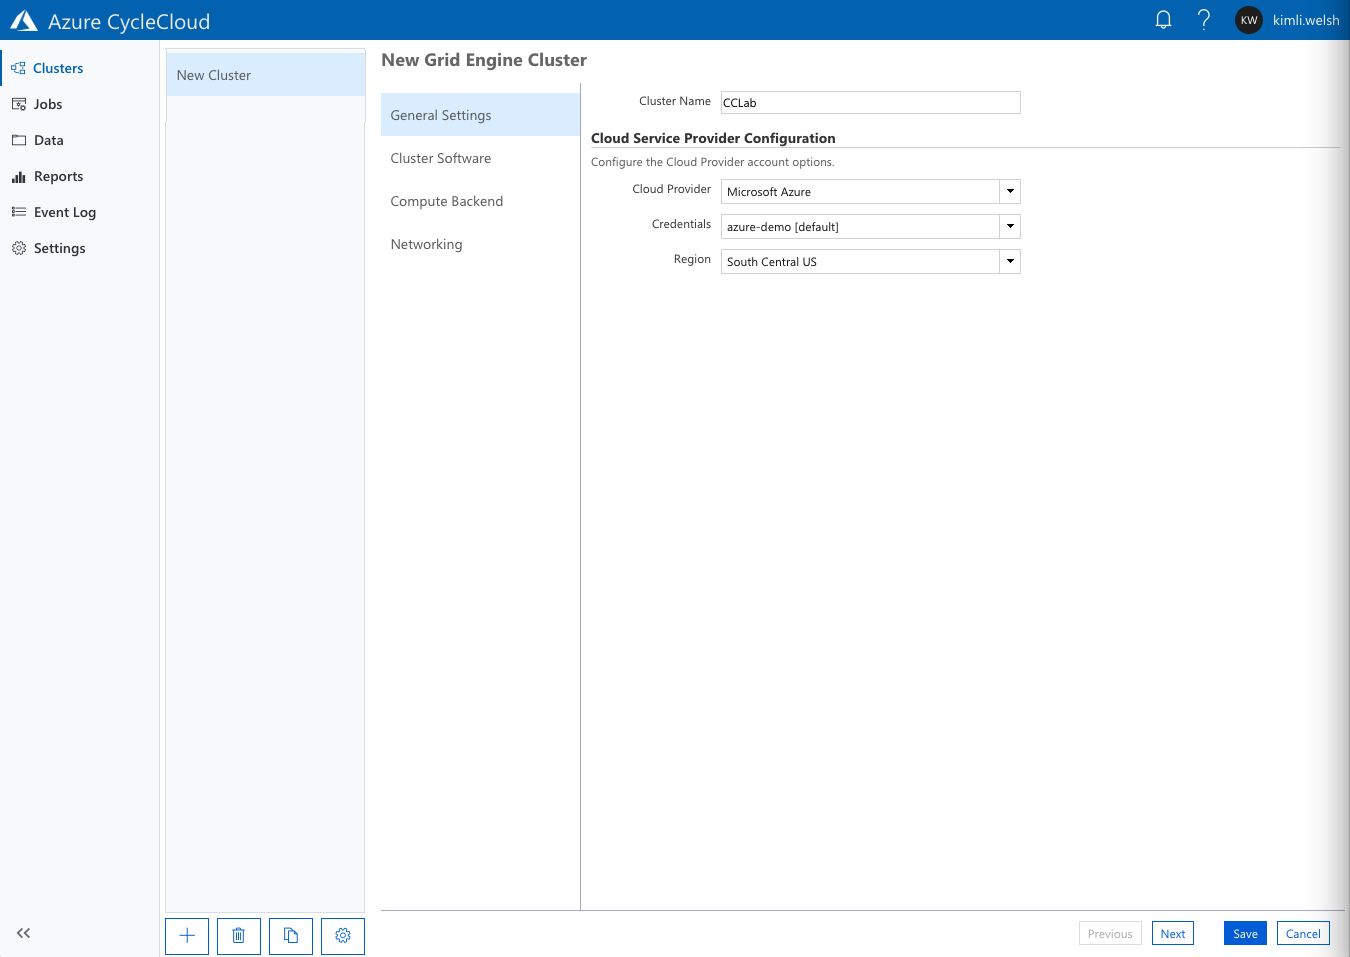 Azure CycleCloud
KW kimli.welsh
Clusters
Jobs
Data
Reports
Event Log
Settings
New Cluster
New Grid Engine Cluster
General Settings
Cluster Software
Compute Backend
Networking
Cluster Name CCLab
Cloud Service Provider Configuration
Configure the Cloud Provider account options.
Cloud Provider Microsoft Azure
Credentials azure-demo [default]
Region South Central US
Previous Next Save Cancel